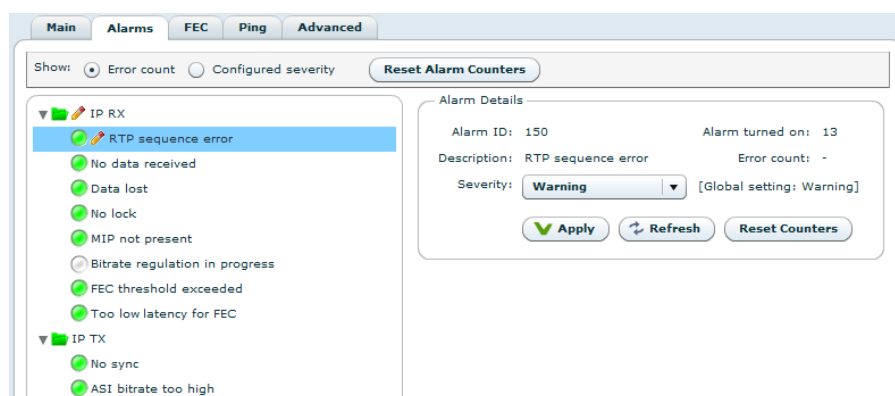 Main Alarms FEC Ping Advanced
Show: Error count Configured severity Reset Alarm Counters
IP RX
RTP sequence error
No data received
Data lost
No lock
MIP not present
Bitrate regulation in progress
FEC threshold exceeded
Too low latency for FEC
IP TX
No sync
ASI bitrate too high
Alarm Details
Alarm ID: 150 Alarm turned on: 13
Description: RTP sequence error Error count: -
Severity: Warning [Global setting: Warning]
Apply Refresh Reset Counters